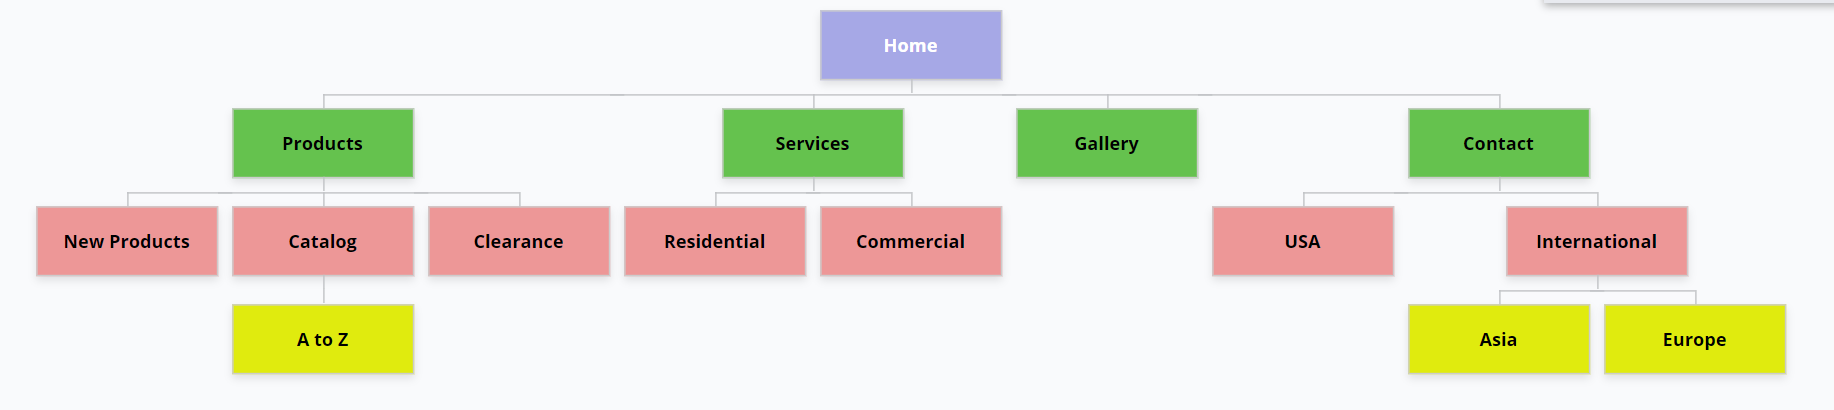 Home
Products
Services
Gallery
Contact
New Products
Catalog
Clearance
Residential
Commercial
USA
International
A to Z
Asia
Europe